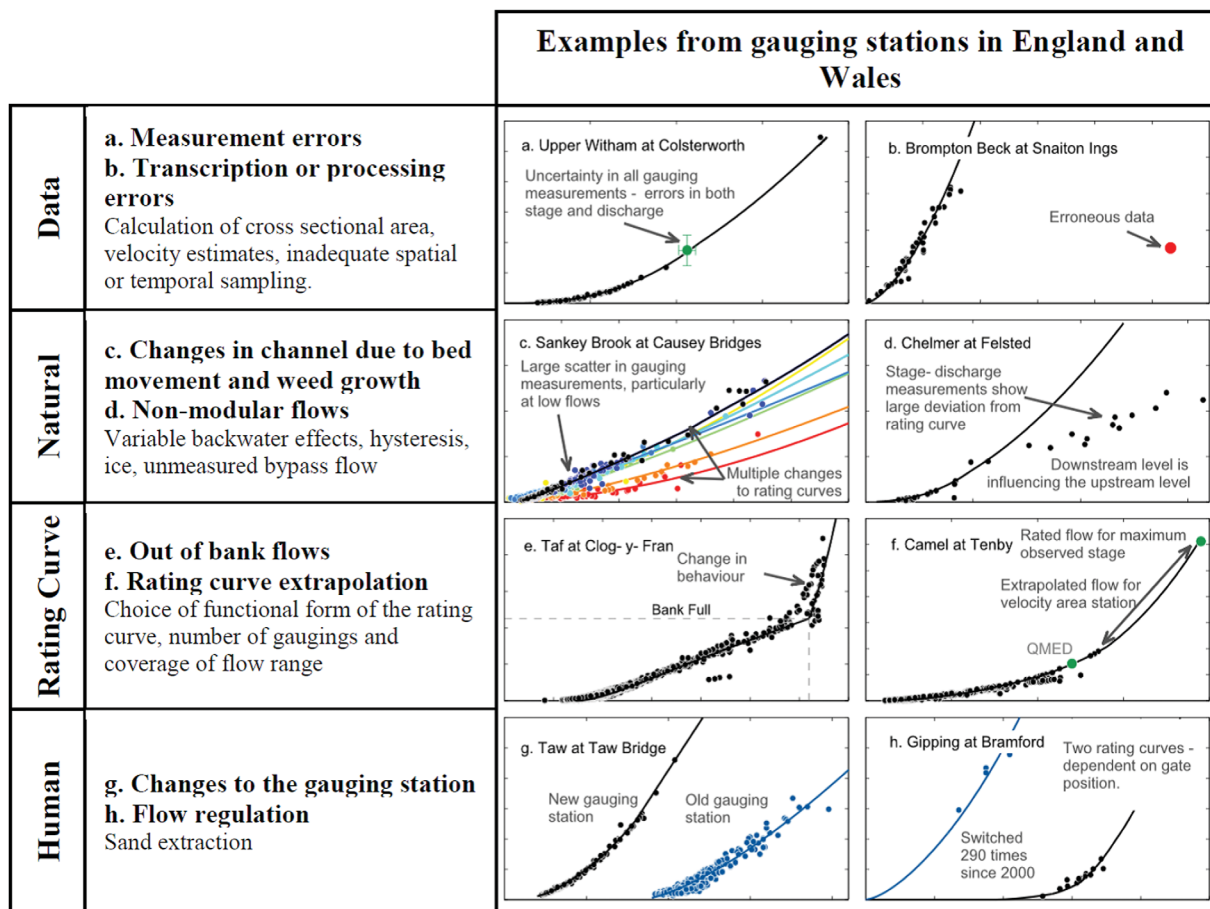 Examples from gauging stations in England and
Wales
Data
a. Measurement errors
b. Transcription or processing
errors
Calculation of cross sectional area,
velocity estimates, inadequate spatial
or temporal sampling.
a. Upper Witham at Colsterworth
Uncertainty in all gauging
measurements - errors in both
stage and discharge
b. Brompton Beck at Snaiton Ings
Erroneous data
Natural
c. Changes in channel due to bed
movement and weed growth
d. Non-modular flows
Variable backwater effects, hysteresis,
ice, unmeasured bypass flow
c. Sankey Brook at Causey Bridges
Large scatter in gauging
measurements, particularly
at low flows
Multiple changes
to rating curves
d. Chelmer at Felsted
Stage- discharge
measurements show
large deviation from
rating curve
Downstream level is
influencing the upstream level
Rating Curve
e. Out of bank flows
f. Rating curve extrapolation
Choice of functional form of the rating
curve, number of gaugings and
coverage of flow range
e. Taf at Clog- y- Fran
Change in
behaviour
Bank Full
f. Camel at Tenby
Rated flow for maximum
observed stage
Extrapolated flow for
velocity area station
QMED
Human
g. Changes to the gauging station
h. Flow regulation
Sand extraction
g. Taw at Taw Bridge
New gauging
station
Old gauging
station
h. Gipping at Bramford
Two rating curves -
dependent on gate
position.
Switched
290 times
since 2000